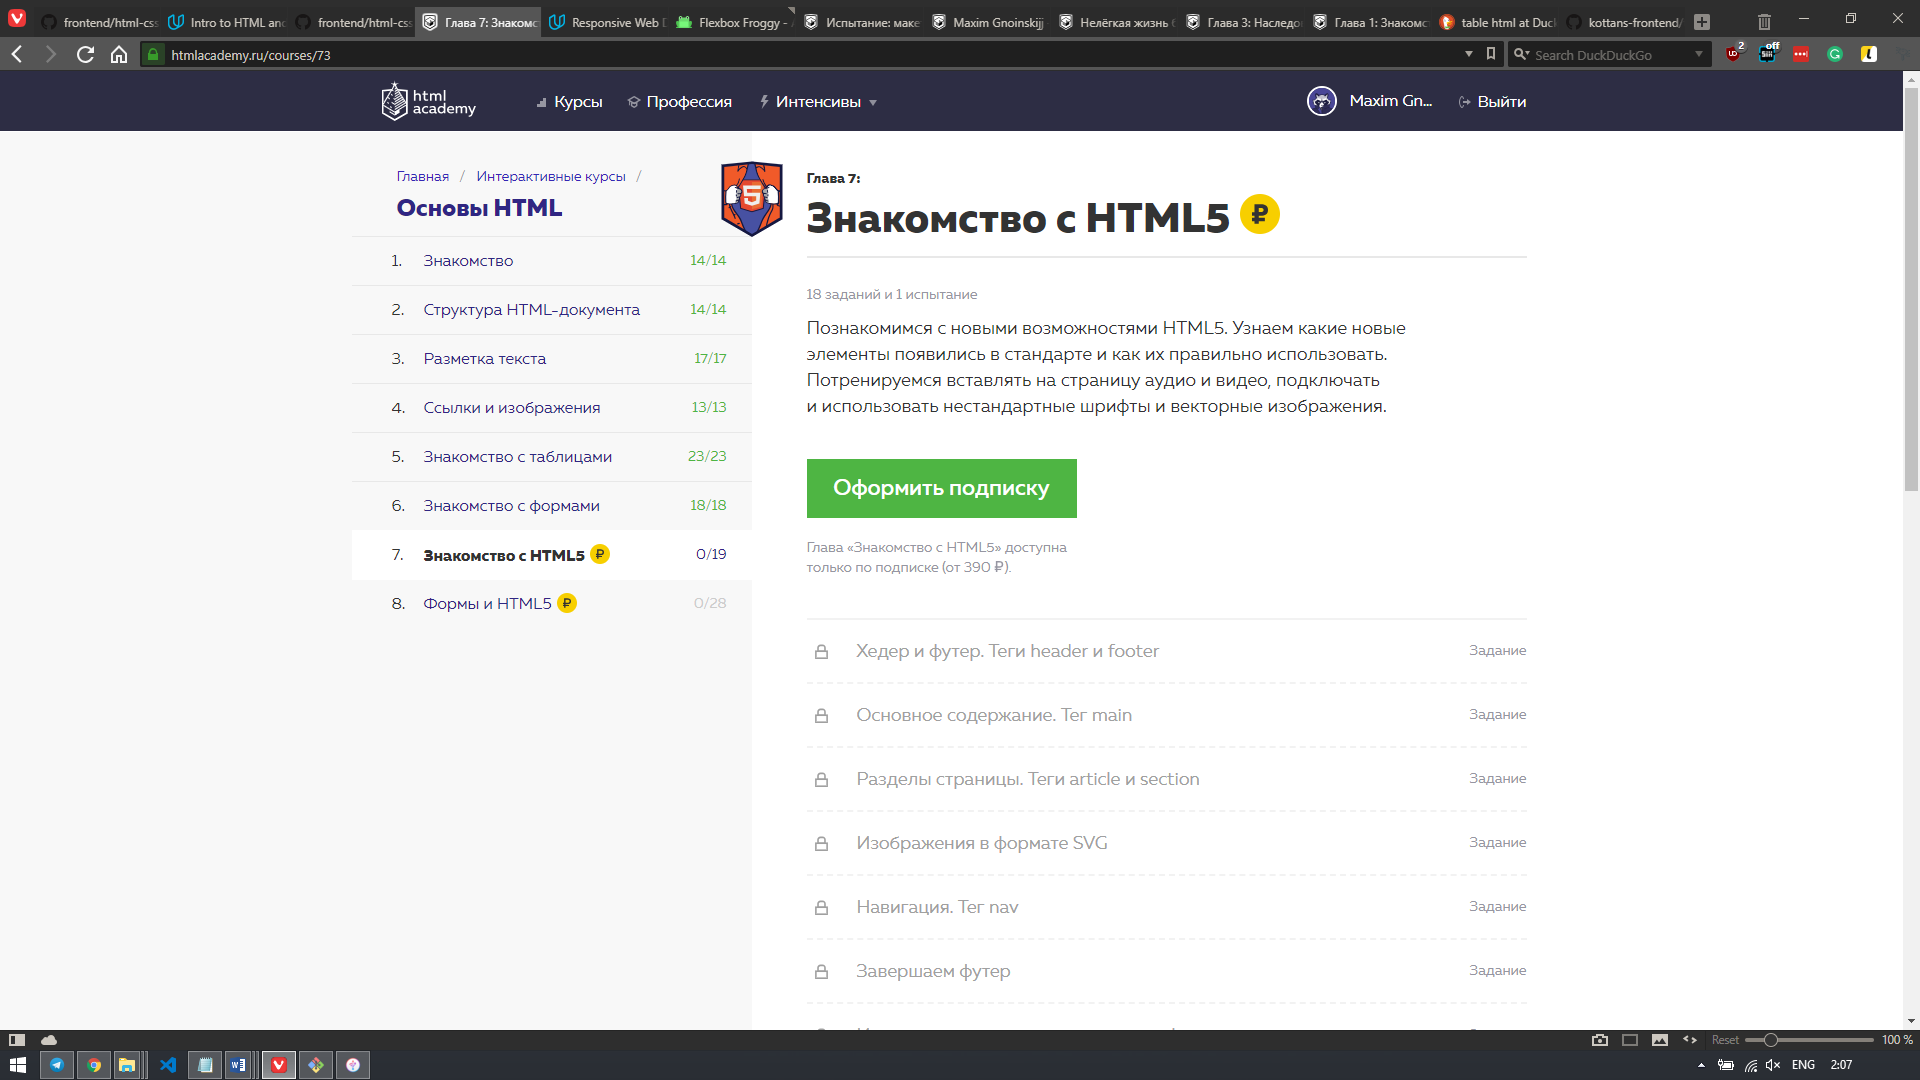 frontend/html-css
Intro to HTML and
frontend/html-css
Глава 7: Знакомс
Responsive Web D
Flexbox Froggy -
Испытание: маке
Maxim Gnoinskij
Нелёгкая жизнь
Глава 3: Наследо
Глава 1: Знакомс
table html at Duck
kottans-frontend/
htmlacademy.ru/courses/73
Search DuckDuckGo
2
off
html academy
Курсы
Профессия
Интенсивы
Maxim Gn...
Выйти
Главная / Интерактивные курсы /
Основы HTML
1. Знакомство 14/14
2. Структура HTML-документа 14/14
3. Разметка текста 17/17
4. Ссылки и изображения 13/13
5. Знакомство с таблицами 23/23
6. Знакомство с формами 18/18
7. Знакомство с HTML5 ₽ 0/19
8. Формы и HTML5 ₽ 0/28
5
Глава 7:
Знакомство с HTML5 ₽
18 заданий и 1 испытание
Познакомимся с новыми возможностями HTML5. Узнаем какие новые
элементы появились в стандарте и как их правильно использовать.
Потренируемся вставлять на страницу аудио и видео, подключать
и использовать нестандартные шрифты и векторные изображения.
Оформить подписку
Глава «Знакомство с HTML5» доступна
только по подписке (от 390 ₽).
Хедер и футер. Теги header и footer Задание
Основное содержание. Тег main Задание
Разделы страницы. Теги article и section Задание
Изображения в формате SVG Задание
Навигация. Тег nav Задание
Завершаем футер Задание
Reset
100 %
ENG
2:07